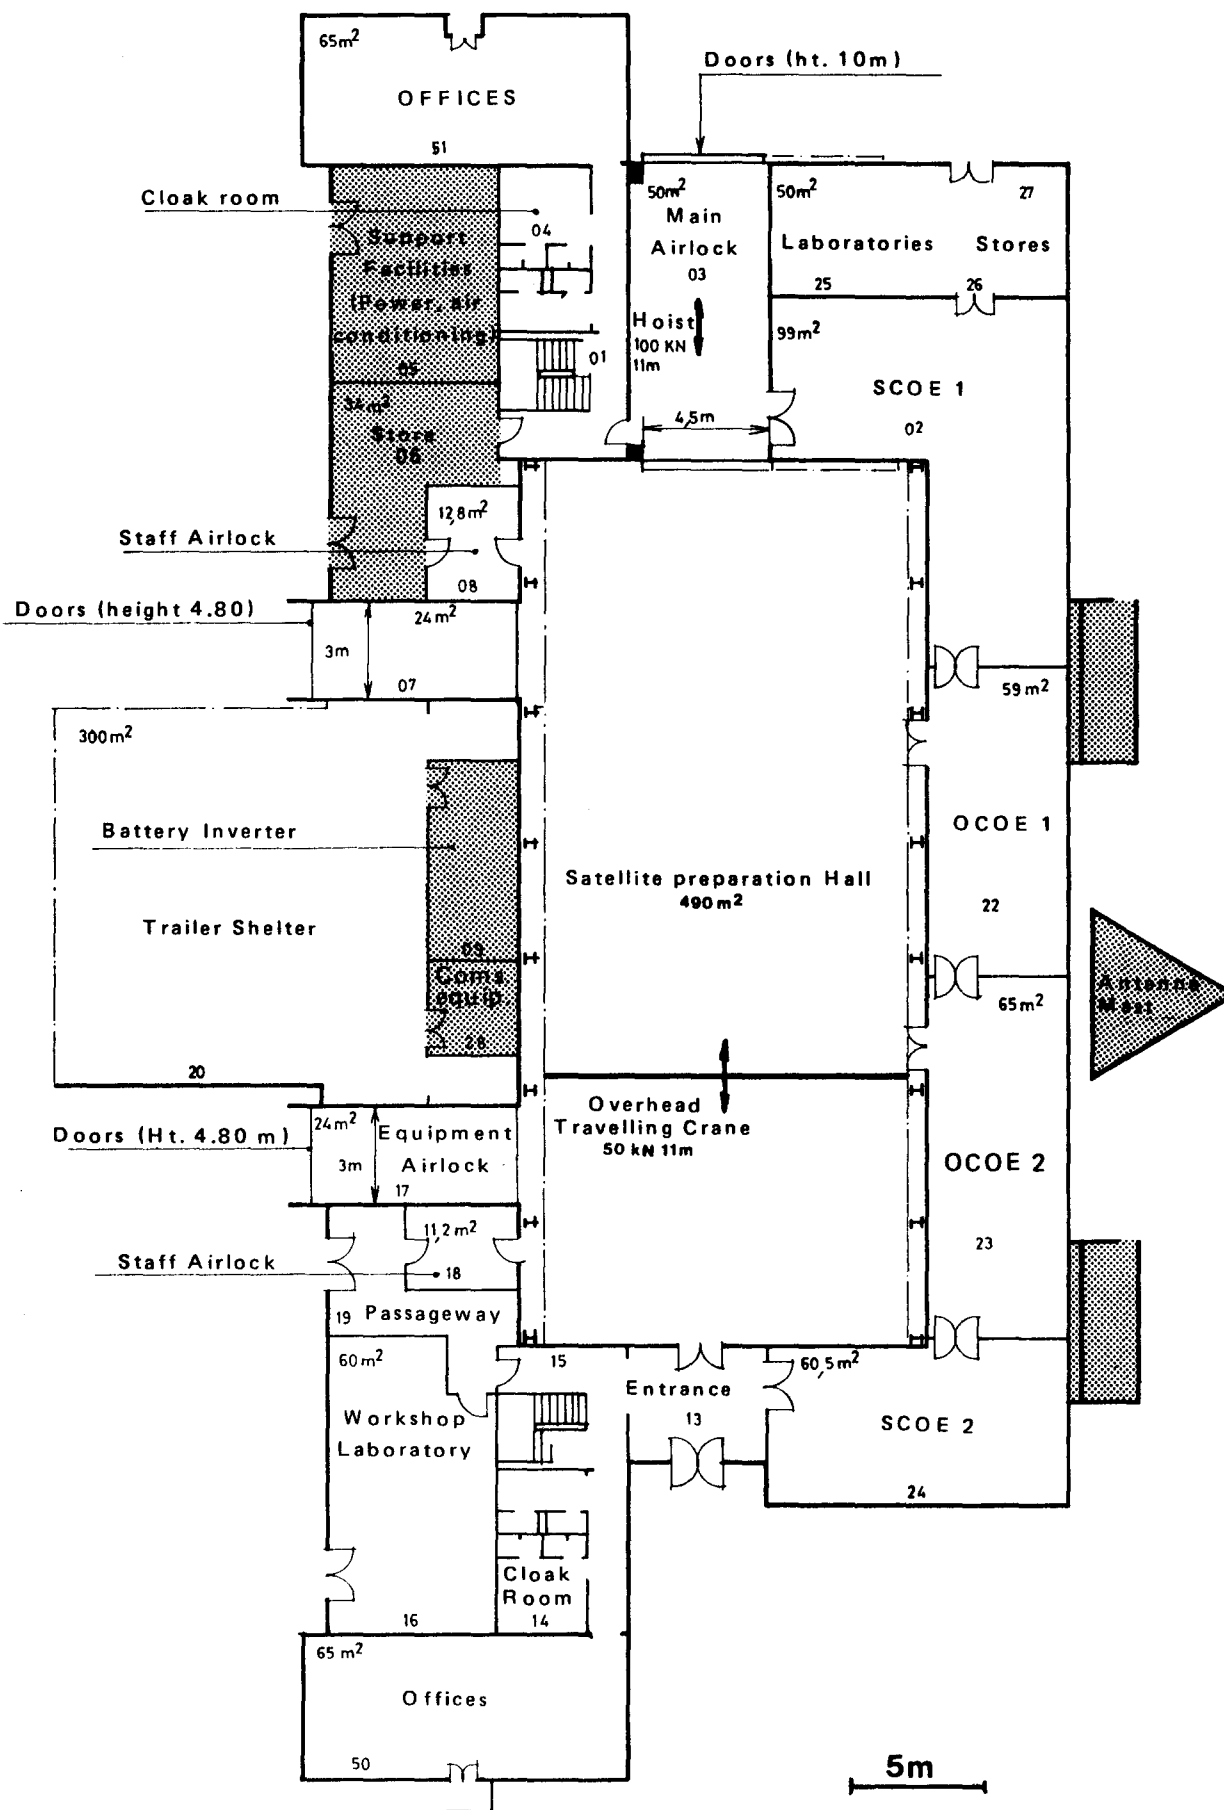 65m²
OFFICES
51
Doors (ht. 10m)
Cloak room
04
Support
Facilities
(Power, air
conditioning)
05
01
50m²
Main
Airlock
03
Hoist
100 KN
11m
4,5m
50m²
27
Laboratories
Stores
25
26
99m²
SCOE 1
02
34m²
Store
06
12,8m²
Staff Airlock
08
Doors (height 4.80)
24m²
3m
07
59m²
300m²
Battery Inverter
OCOE 1
Satellite preparation Hall
490m²
22
Trailer Shelter
09
Coms
equip.
28
65m²
Antenne
Mast
20
Overhead
Travelling Crane
50 kN 11m
24m²
Doors (Ht. 4.80 m)
Equipment
Airlock
3m
17
OCOE 2
23
11,2m²
Staff Airlock
18
19
Passageway
60m²
15
60,5m²
Entrance
13
Workshop
Laboratory
SCOE 2
24
Cloak
Room
16
14
65 m²
Offices
50
5m